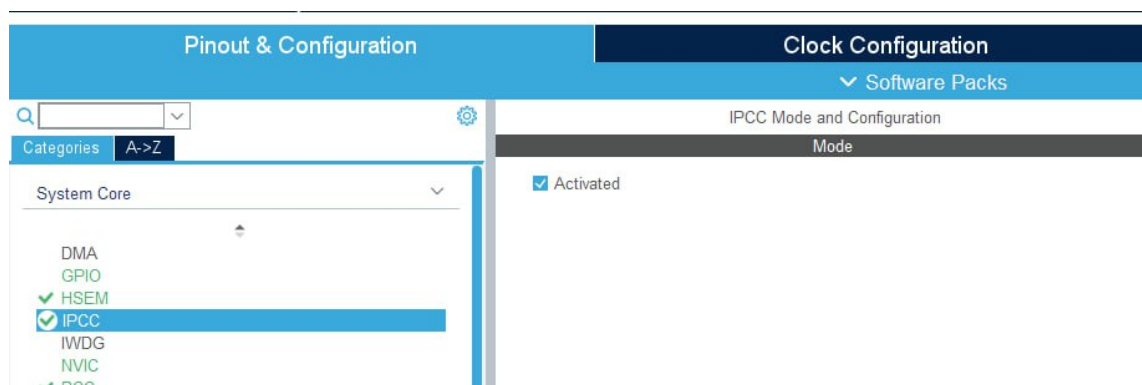 Pinout & Configuration
Clock Configuration
Software Packs
IPCC Mode and Configuration
Categories
A->Z
Mode
System Core
Activated
DMA
GPIO
HSEM
IPCC
IWDG
NVIC